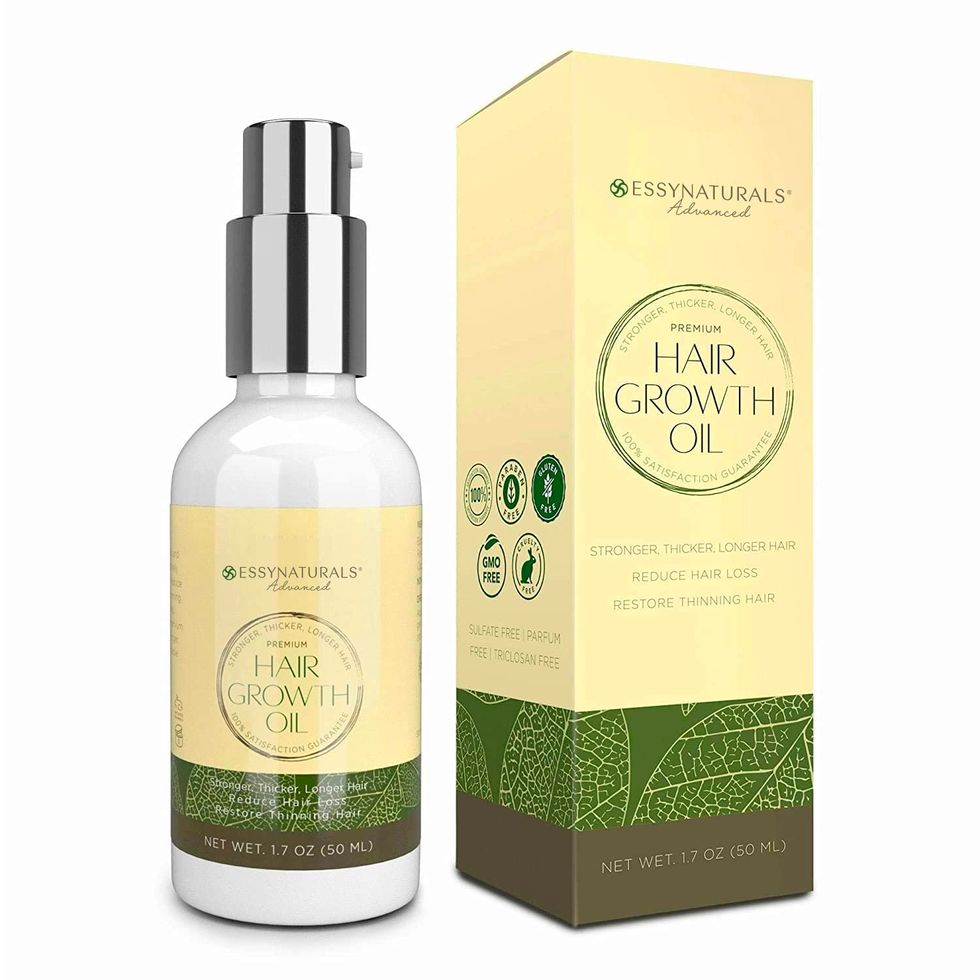 ESSYNATURALS®
Advanced
STRONGER, THICKER, LONGER HAIR
PREMIUM
HAIR
GROWTH
OIL
100% SATISFACTION GUARANTEE
Stronger, Thicker, Longer Hair
Reduce Hair Loss
Restore Thinning Hair
NET WET. 1.7 OZ (50 ML)
100%
PARABEN
FREE
GLUTEN
FREE
GMO
FREE
CRUELTY
FREE
SULFATE FREE | PARFUM
FREE | TRICLOSAN FREE
ESSYNATURALS®
Advanced
STRONGER, THICKER, LONGER HAIR
PREMIUM
HAIR
GROWTH
OIL
100% SATISFACTION GUARANTEE
STRONGER, THICKER, LONGER HAIR
REDUCE HAIR LOSS
RESTORE THINNING HAIR
NET WET. 1.7 OZ (50 ML)